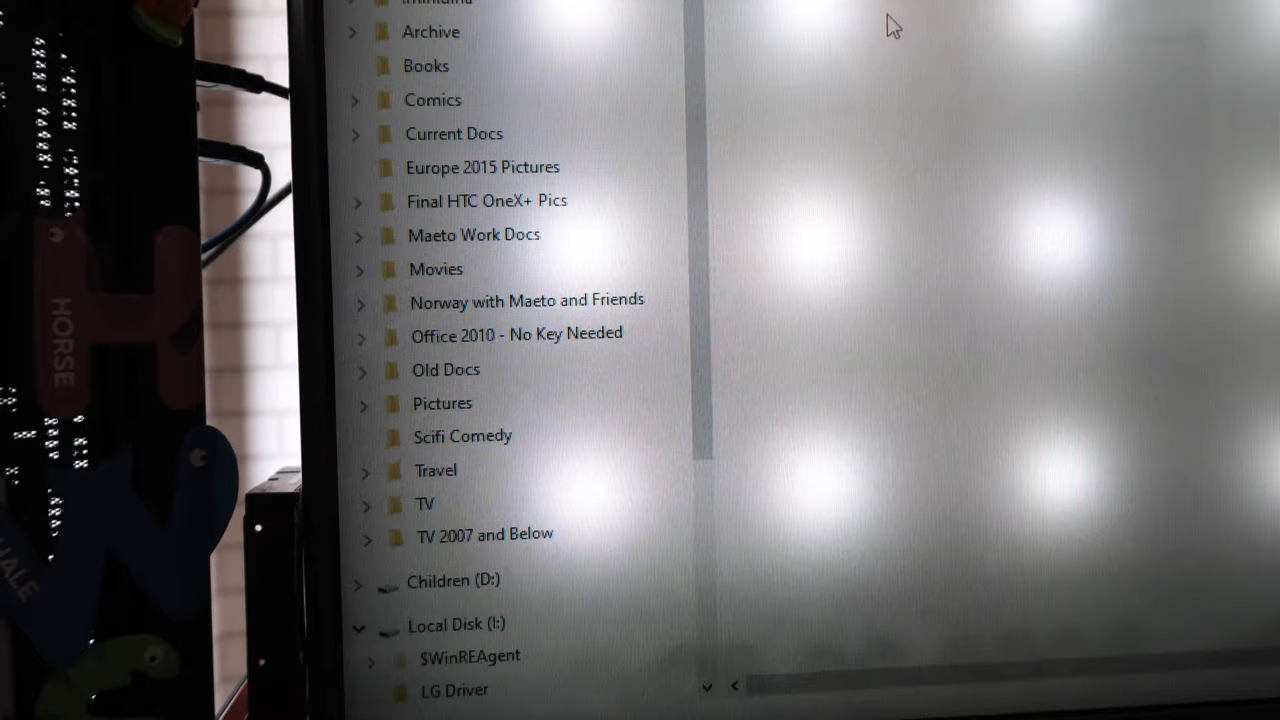 Archive
Books
Comics
Current Docs
Europe 2015 Pictures
Final HTC OneX+ Pics
Maeto Work Docs
Movies
Norway with Maeto and Friends
Office 2010 - No Key Needed
Old Docs
Pictures
Scifi Comedy
Travel
TV
TV 2007 and Below
Children (D:)
Local Disk (I:)
$WinREAgent
LG Driver
HORSE